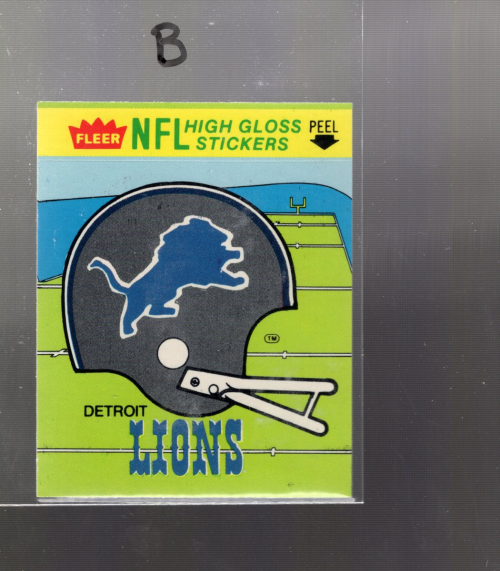 B
FLEER NFL HIGH GLOSS STICKERS PEEL
TM
DETROIT
LIONS